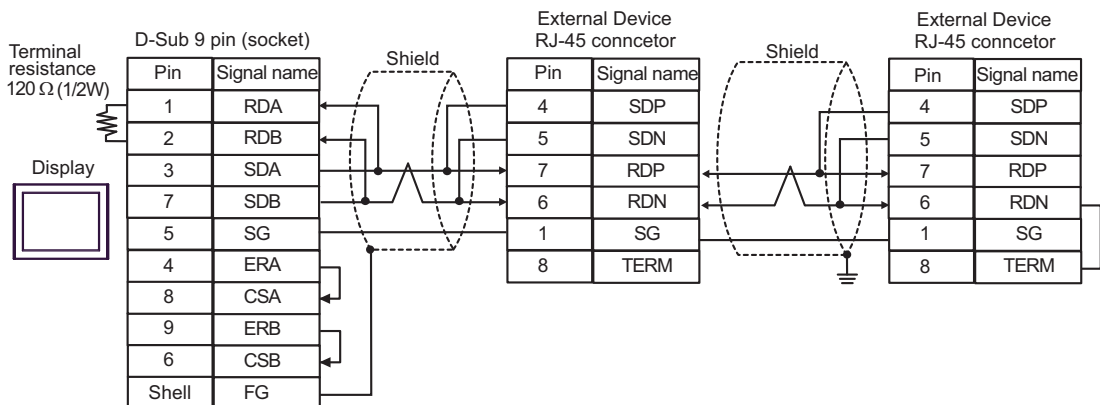 Terminal
resistance
120 Ω (1/2W)
Display
D-Sub 9 pin (socket)
Pin Signal name
1 RDA
2 RDB
3 SDA
7 SDB
5 SG
4 ERA
8 CSA
9 ERB
6 CSB
Shell FG
Shield
External Device
RJ-45 conncetor
Pin Signal name
4 SDP
5 SDN
7 RDP
6 RDN
1 SG
8 TERM
Shield
External Device
RJ-45 conncetor
Pin Signal name
4 SDP
5 SDN
7 RDP
6 RDN
1 SG
8 TERM